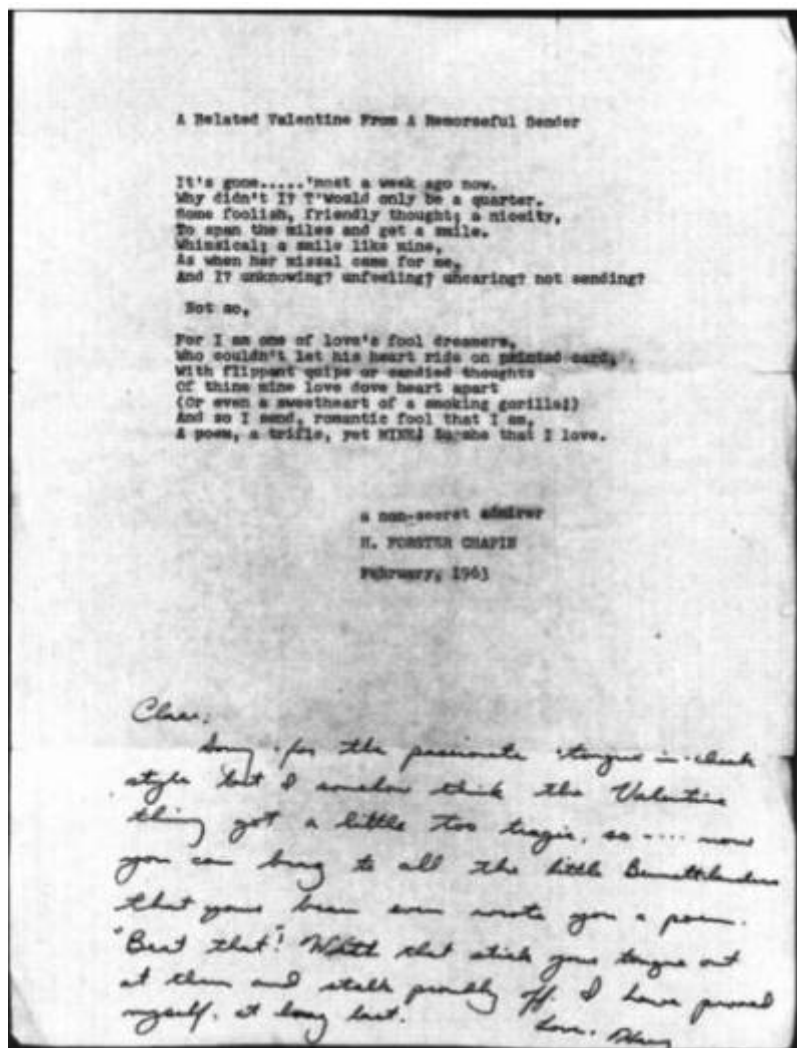 A Belated Valentine From A Remorseful Sender
It's gone.....'most a week ago now.
Why didn't I? T'Would only be a quarter.
Some foolish, friendly thought; a nicety,
To span the miles and get a smile.
Whimsical; a smile like mine,
As when her missal came for me,
And I? unknowing? unfeeling? uncaring? not sending?
Not so,
For I am one of love's fool dreamers,
Who couldn't let his heart ride on printed card,
With flippant quips or candied thoughts
Of thine mine love dove heart apart
(Or even a sweetheart of a smoking gorilla!)
And so I send, romantic fool that I am,
A poem, a trifle, yet MINE! To she that I love.
a non-secret admirer
H. FORSTER CHAPIN
February, 1963
Clare,
Sorry for the passionate tongue in cheek
style but I somehow think the Valentine
thing got a little too tragic, so .... now
you can brag to all the little
that your beau even wrote you a poem.
"Beat that"! With that stick your tongue out
at them and stalk proudly off. I have proved
myself, at long last.
Love, Harry